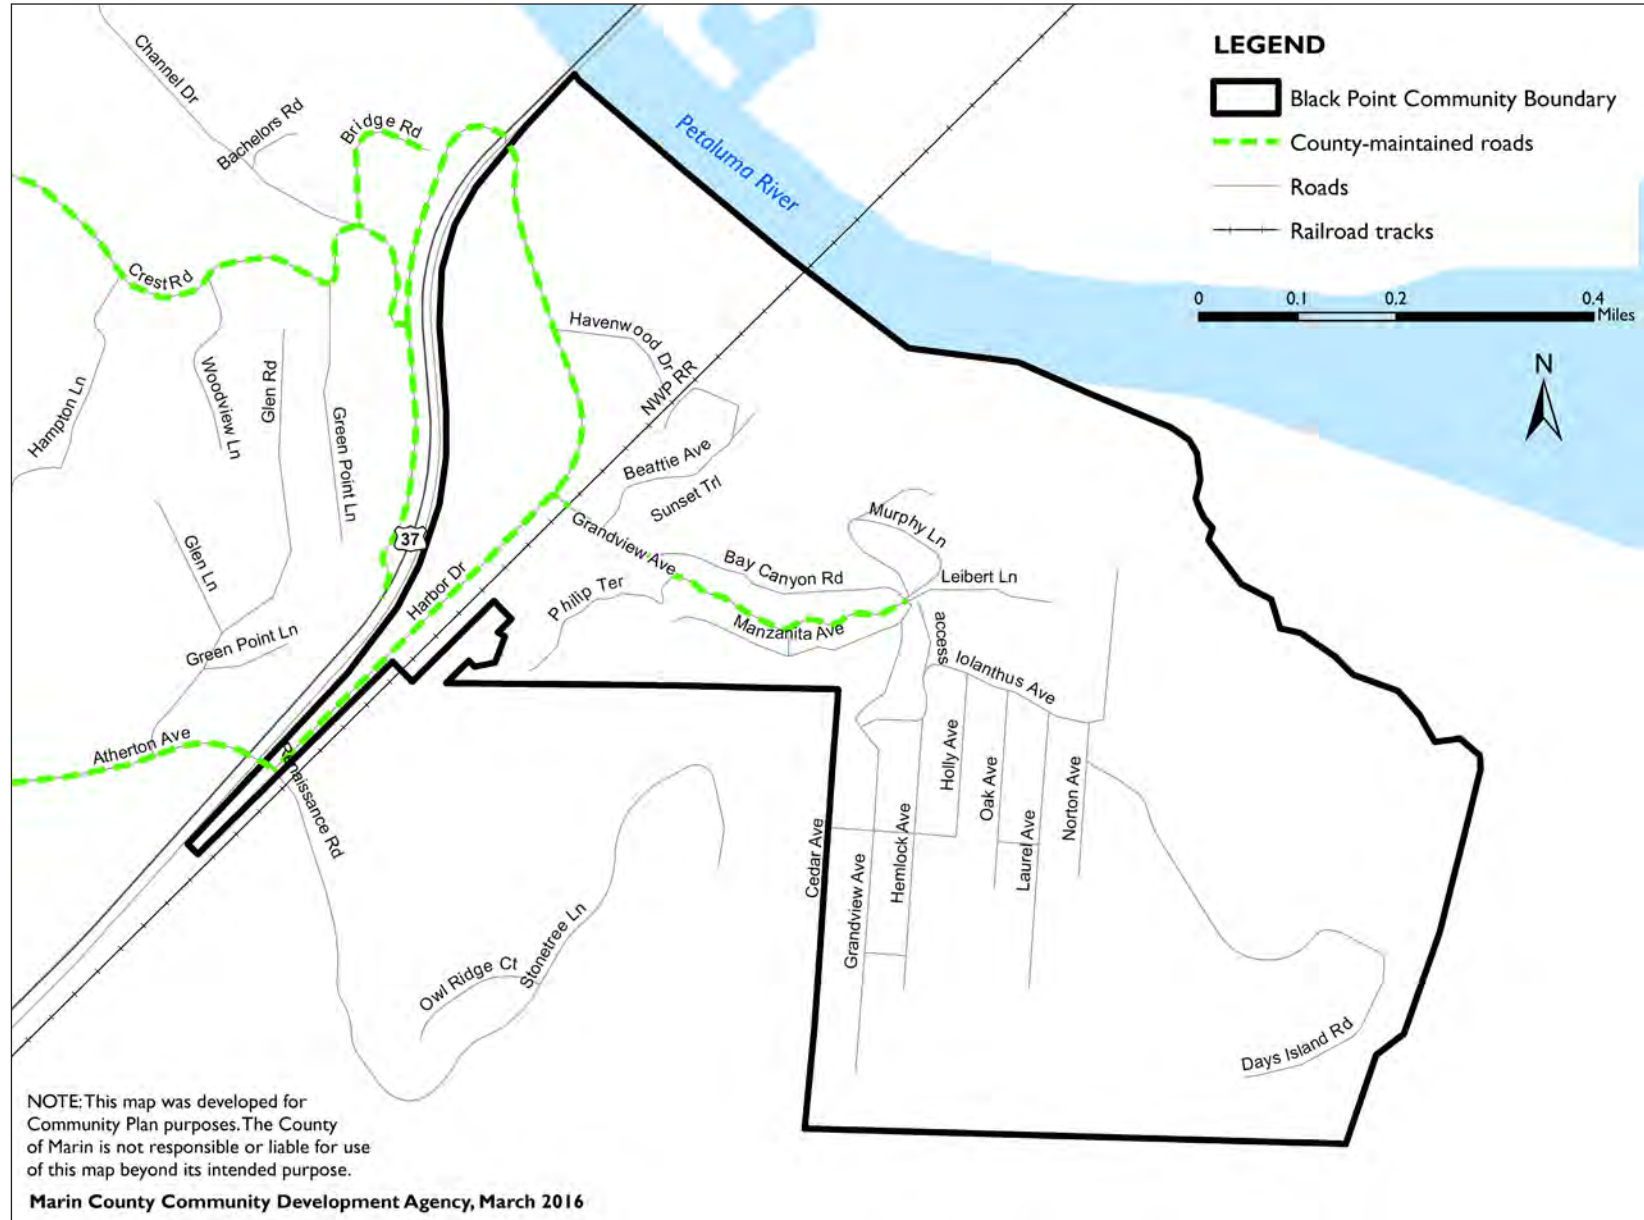 LEGEND
Black Point Community Boundary
County-maintained roads
Roads
Railroad tracks
0 0.1 0.2 0.4
Miles
N
Channel Dr
Bachelors Rd
Bridge Rd
Petaluma River
CrestRd
Havenwood Dr
NWP RR
Hampton Ln
Woodview Ln
Glen Rd
Green Point Ln
Beattie Ave
Sunset Trl
Murphy Ln
37
Grandview Ave
Glen Ln
Harbor Dr
Philip Ter
Bay Canyon Rd
Leibert Ln
Manzanita Ave
access
Green Point Ln
Iolanthus Ave
Atherton Ave
Renaissance Rd
Holly Ave
Oak Ave
Norton Ave
Cedar Ave
Hemlock Ave
Laurel Ave
Grandview Ave
Owl Ridge Ct
Stonetree Ln
Days Island Rd
NOTE: This map was developed for
Community Plan purposes. The County
of Marin is not responsible or liable for use
of this map beyond its intended purpose.
Marin County Community Development Agency, March 2016